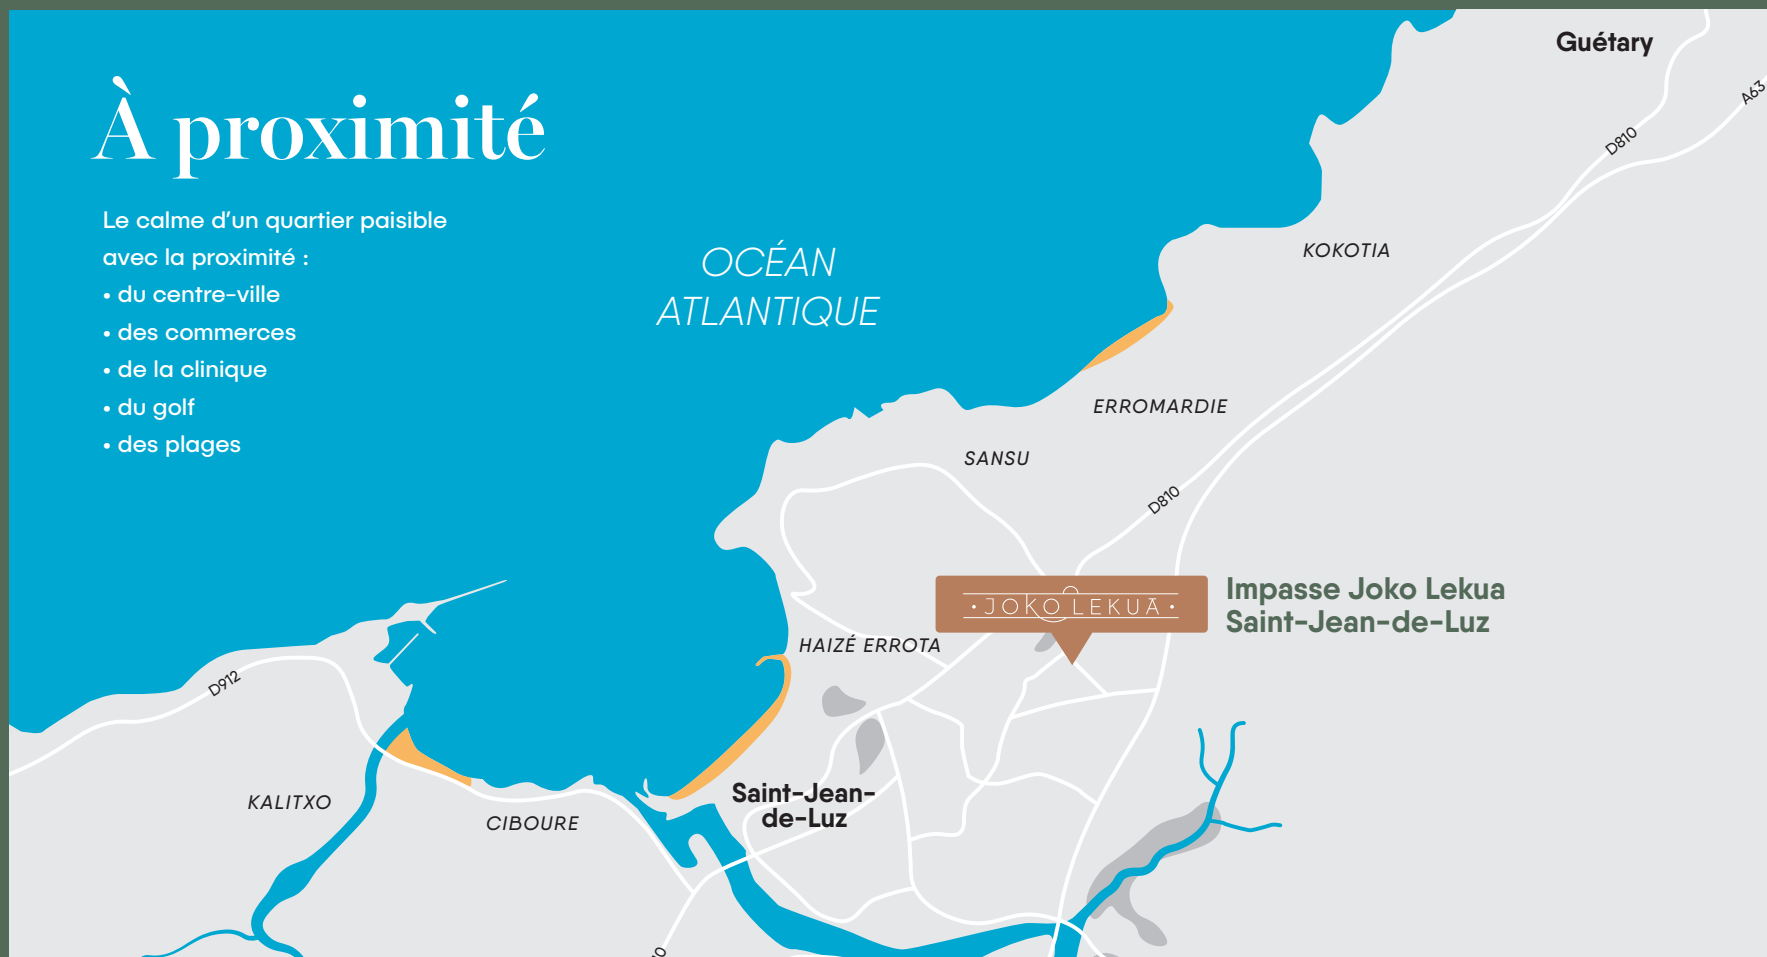 À proximité
Le calme d'un quartier paisible
avec la proximité :
• du centre-ville
• des commerces
• de la clinique
• du golf
• des plages
OCÉAN
ATLANTIQUE
Guétary
A63
D810
KOKOTIA
ERROMARDIE
SANSU
D810
• JOKO LEKUA •
Impasse Joko Lekua
Saint-Jean-de-Luz
HAIZÉ ERROTA
D912
KALITXO
CIBOURE
Saint-Jean-
de-Luz